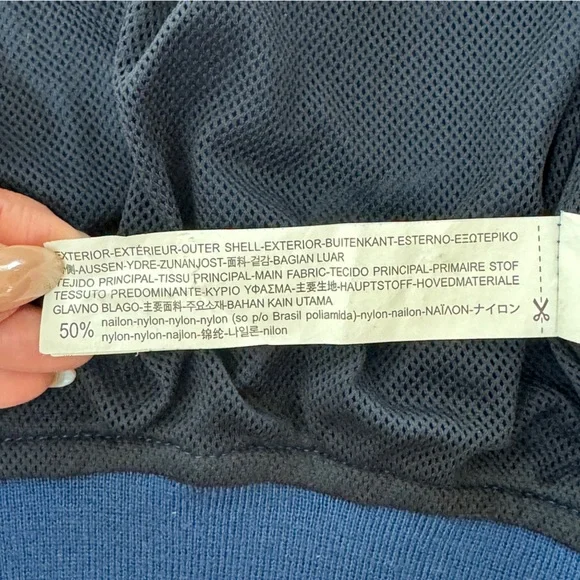 EXTERIOR-EXTÉRIEUR-OUTER SHELL-EXTERIOR-BUITENKANT-ESTERNO-ΕΞΩΤΕΡΙΚΟ
側-AUSSEN-YDRE-ZUNANJOST-面料-겉감-BAGIAN LUAR
TEJIDO PRINCIPAL-TISSU PRINCIPAL-MAIN FABRIC-TECIDO PRINCIPAL-PRIMAIRE STOF
TESSUTO PREDOMINANTE-ΚΥΡΙΟ ΥΦΑΣΜΑ-主要生地-HAUPTSTOFF-HOVEDMATERIALE
GLAVNO BLAGO-主要面料-주요소재-BAHAN KAIN UTAMA
50% nailon-nylon-nylon-nylon (so p/o Brasil poliamida)-nylon-nailon-ΝΑΪΛΟΝ-ナイロン
nylon-nylon-najlon-锦纶-나일론-nilon